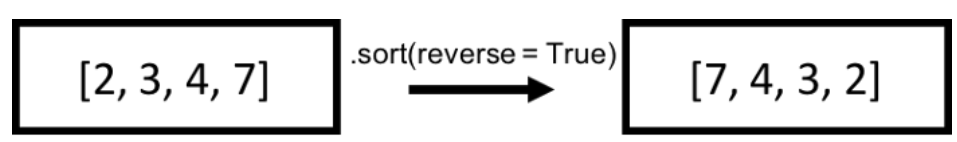 [2, 3, 4, 7]
.sort(reverse = True)
[7, 4, 3, 2]